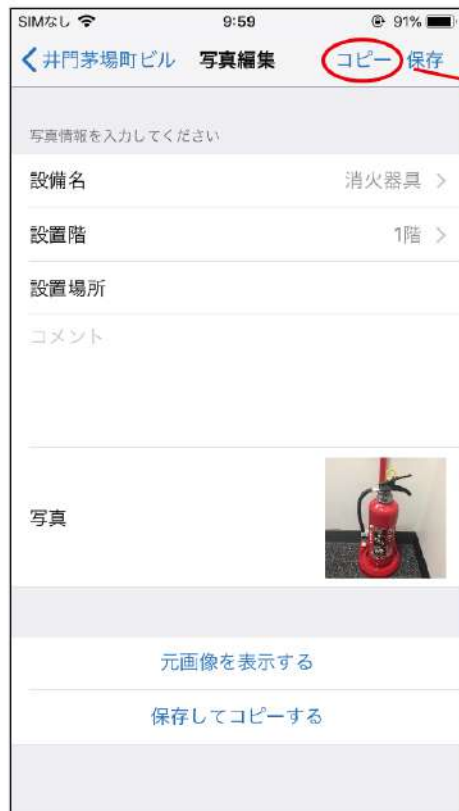 SIMなし 9:59 91%
井門茅場町ビル 写真編集 コピー 保存
写真情報を入力してください
設備名 消火器具
設置階 1階
設置場所
コメント
写真
元画像を表示する
保存してコピーする